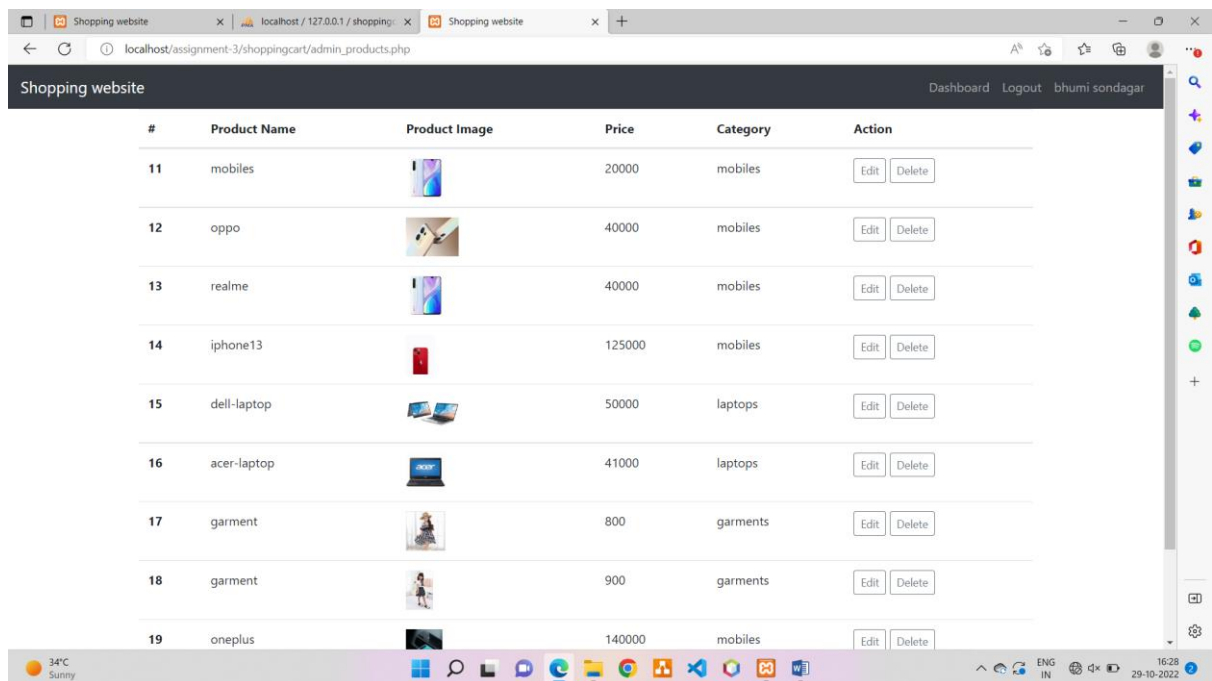 Shopping website
localhost / 127.0.0.1 / shopping
Shopping website
localhost/assignment-3/shoppingcart/admin_products.php
Shopping website Dashboard Logout bhumi sondagar
# Product Name Product Image Price Category Action
11 mobiles 20000 mobiles Edit Delete
12 oppo 40000 mobiles Edit Delete
13 realme 40000 mobiles Edit Delete
14 iphone13 125000 mobiles Edit Delete
15 dell-laptop 50000 laptops Edit Delete
16 acer-laptop acer 41000 laptops Edit Delete
17 garment 800 garments Edit Delete
18 garment 900 garments Edit Delete
19 oneplus 140000 mobiles Edit Delete
34°C
Sunny
ENG
IN
16:28
29-10-2022
2